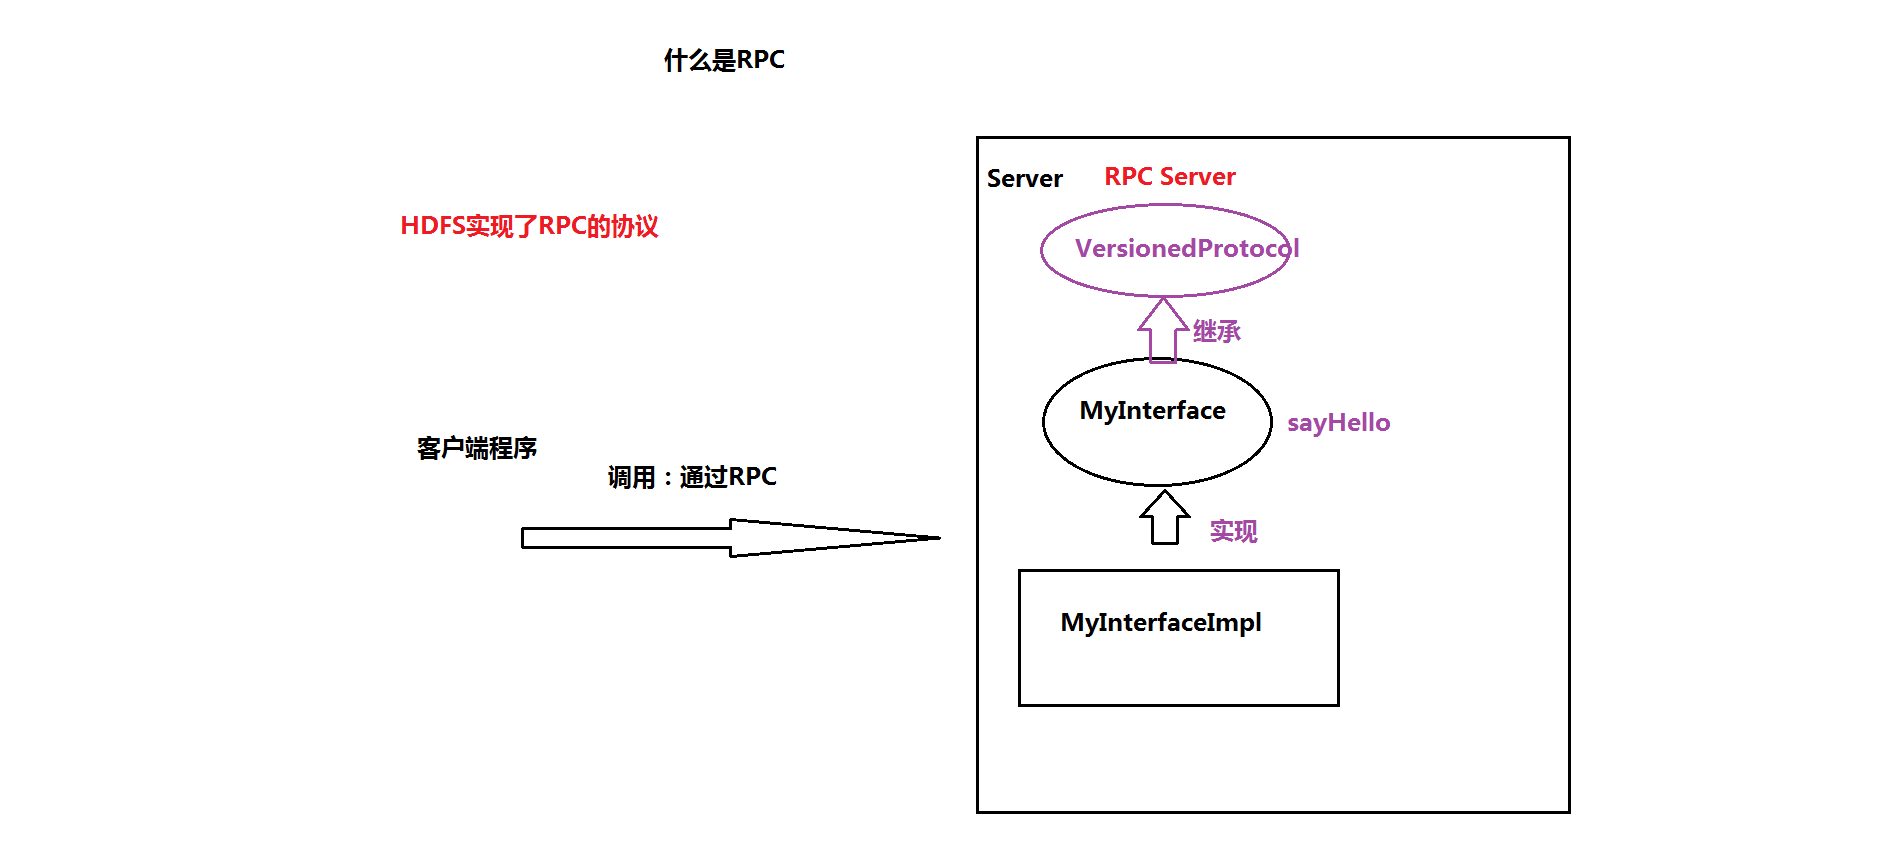 什么是RPC
HDFS实现了RPC的协议
客户端程序
调用：通过RPC
Server
RPC Server
VersionedProtocol
继承
MyInterface
sayHello
实现
MyInterfaceImpl